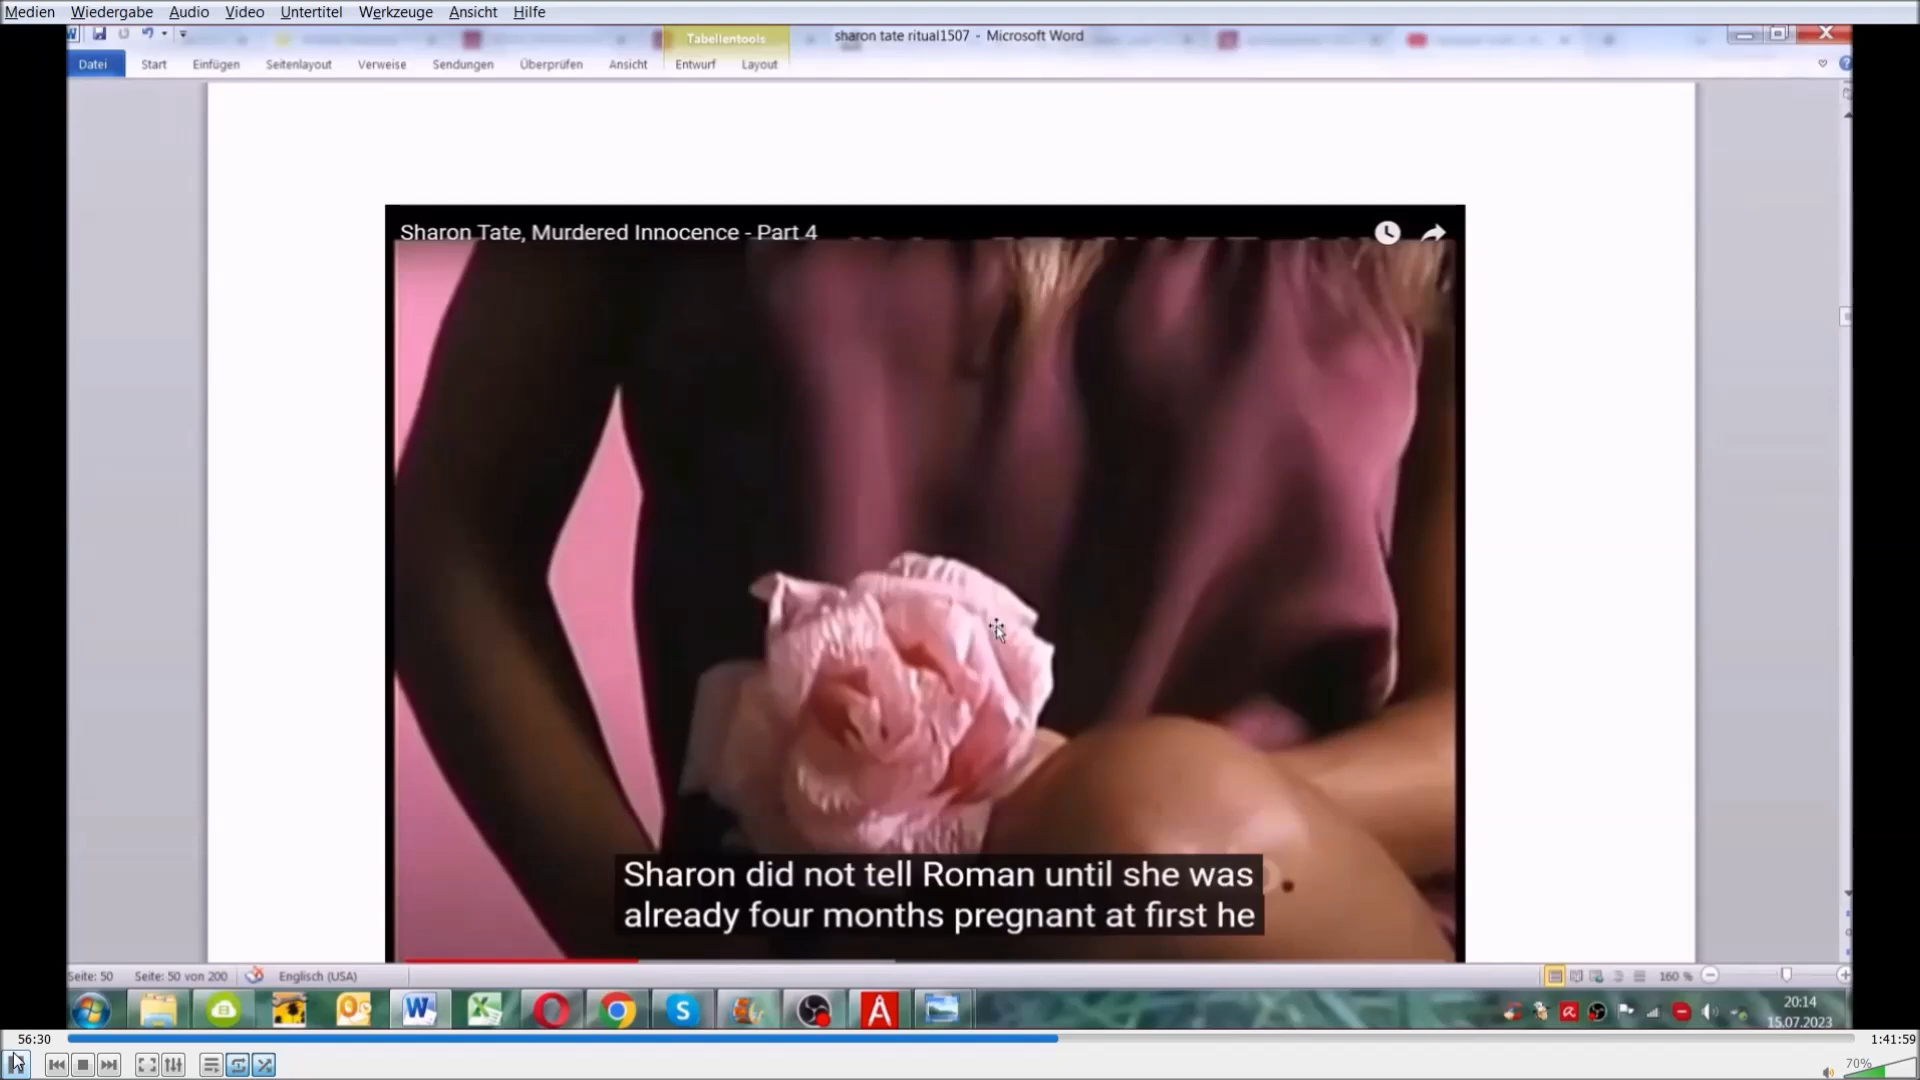 Medien Wiedergabe Audio Video Untertitel Werkzeuge Ansicht Hilfe
Tabellentools
sharon tate ritual1507 - Microsoft Word
Datei Start Einfügen Seitenlayout Verweise Sendungen Überprüfen Ansicht Entwurf Layout
Sharon Tate, Murdered Innocence - Part 4
Sharon did not tell Roman until she was
already four months pregnant at first he
Seite: 50 Seite: 50 von 200 Englisch (USA)
160 %
20:14
15.07.2023
56:30
1:41:59
70%